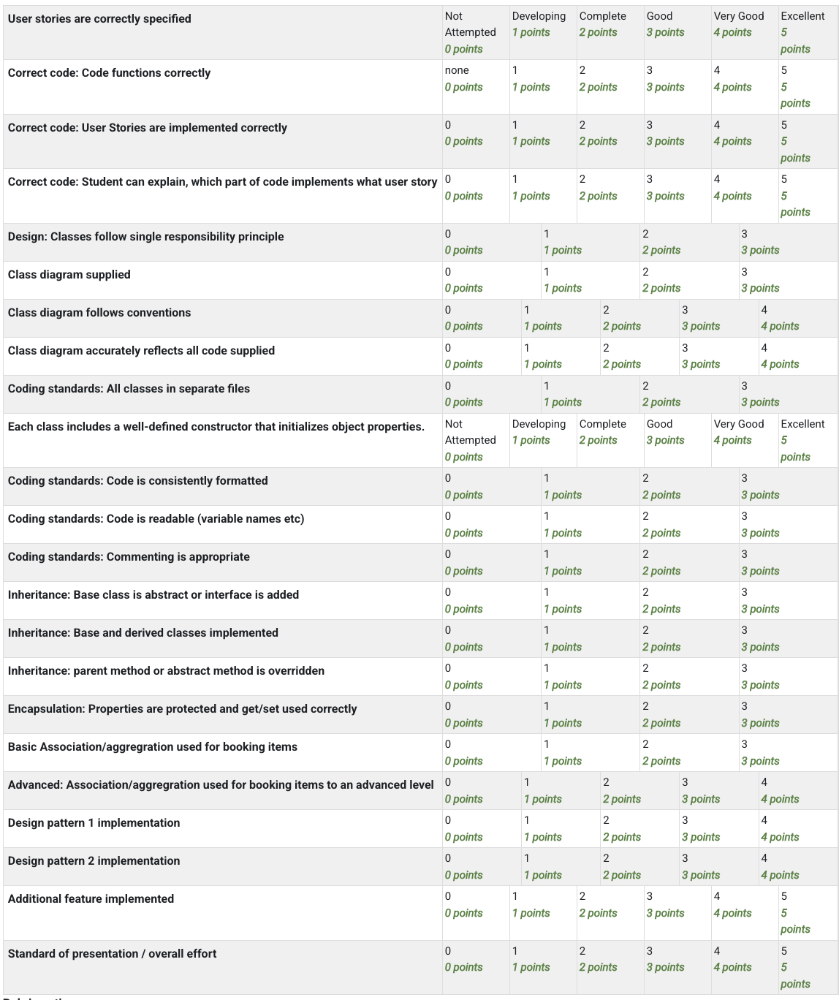 User stories are correctly specified
Not Attempted 0 points
Developing 1 points
Complete 2 points
Good 3 points
Very Good 4 points
Excellent 5 points
Correct code: Code functions correctly
none 0 points
1 1 points
2 2 points
3 3 points
4 4 points
5 5 points
Correct code: User Stories are implemented correctly
0 0 points
1 1 points
2 2 points
3 3 points
4 4 points
5 5 points
Correct code: Student can explain, which part of code implements what user story
0 0 points
1 1 points
2 2 points
3 3 points
4 4 points
5 5 points
Design: Classes follow single responsibility principle
0 0 points
1 1 points
2 2 points
3 3 points
Class diagram supplied
0 0 points
1 1 points
2 2 points
3 3 points
Class diagram follows conventions
0 0 points
1 1 points
2 2 points
3 3 points
4 4 points
Class diagram accurately reflects all code supplied
0 0 points
1 1 points
2 2 points
3 3 points
4 4 points
Coding standards: All classes in separate files
0 0 points
1 1 points
2 2 points
3 3 points
Each class includes a well-defined constructor that initializes object properties.
Not Attempted 0 points
Developing 1 points
Complete 2 points
Good 3 points
Very Good 4 points
Excellent 5 points
Coding standards: Code is consistently formatted
0 0 points
1 1 points
2 2 points
3 3 points
Coding standards: Code is readable (variable names etc)
0 0 points
1 1 points
2 2 points
3 3 points
Coding standards: Commenting is appropriate
0 0 points
1 1 points
2 2 points
3 3 points
Inheritance: Base class is abstract or interface is added
0 0 points
1 1 points
2 2 points
3 3 points
Inheritance: Base and derived classes implemented
0 0 points
1 1 points
2 2 points
3 3 points
Inheritance: parent method or abstract method is overridden
0 0 points
1 1 points
2 2 points
3 3 points
Encapsulation: Properties are protected and get/set used correctly
0 0 points
1 1 points
2 2 points
3 3 points
Basic Association/aggregration used for booking items
0 0 points
1 1 points
2 2 points
3 3 points
Advanced: Association/aggregration used for booking items to an advanced level
0 0 points
1 1 points
2 2 points
3 3 points
4 4 points
Design pattern 1 implementation
0 0 points
1 1 points
2 2 points
3 3 points
4 4 points
Design pattern 2 implementation
0 0 points
1 1 points
2 2 points
3 3 points
4 4 points
Additional feature implemented
0 0 points
1 1 points
2 2 points
3 3 points
4 4 points
5 5 points
Standard of presentation / overall effort
0 0 points
1 1 points
2 2 points
3 3 points
4 4 points
5 5 points